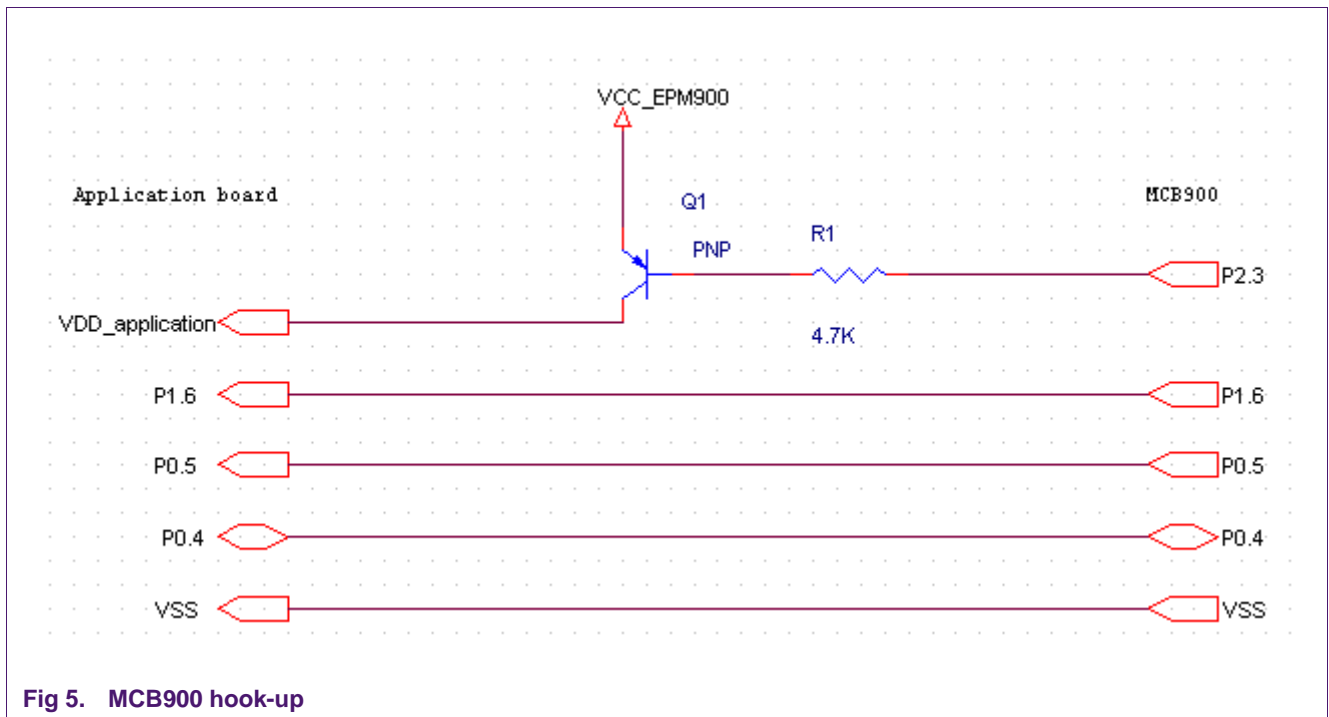 VCC_EPM900
Application board
MCB900
Q1
PNP
R1
4.7K
P2.3
VDD_application
P1.6
P1.6
P0.5
P0.5
P0.4
P0.4
VSS
VSS
Fig 5. MCB900 hook-up